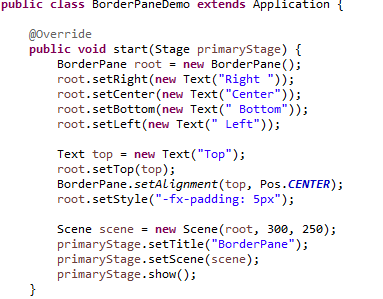 public class BorderPaneDemo extends Application {
@Override
public void start(Stage primaryStage) {
BorderPane root = new BorderPane();
root.setRight(new Text("Right "));
root.setCenter(new Text("Center"));
root.setBottom(new Text(" Bottom"));
root.setLeft(new Text(" Left"));
Text top = new Text("Top");
root.setTop(top);
BorderPane.setAlignment(top, Pos.CENTER);
root.setStyle("-fx-padding: 5px");
Scene scene = new Scene(root, 300, 250);
primaryStage.setTitle("BorderPane");
primaryStage.setScene(scene);
primaryStage.show();
}